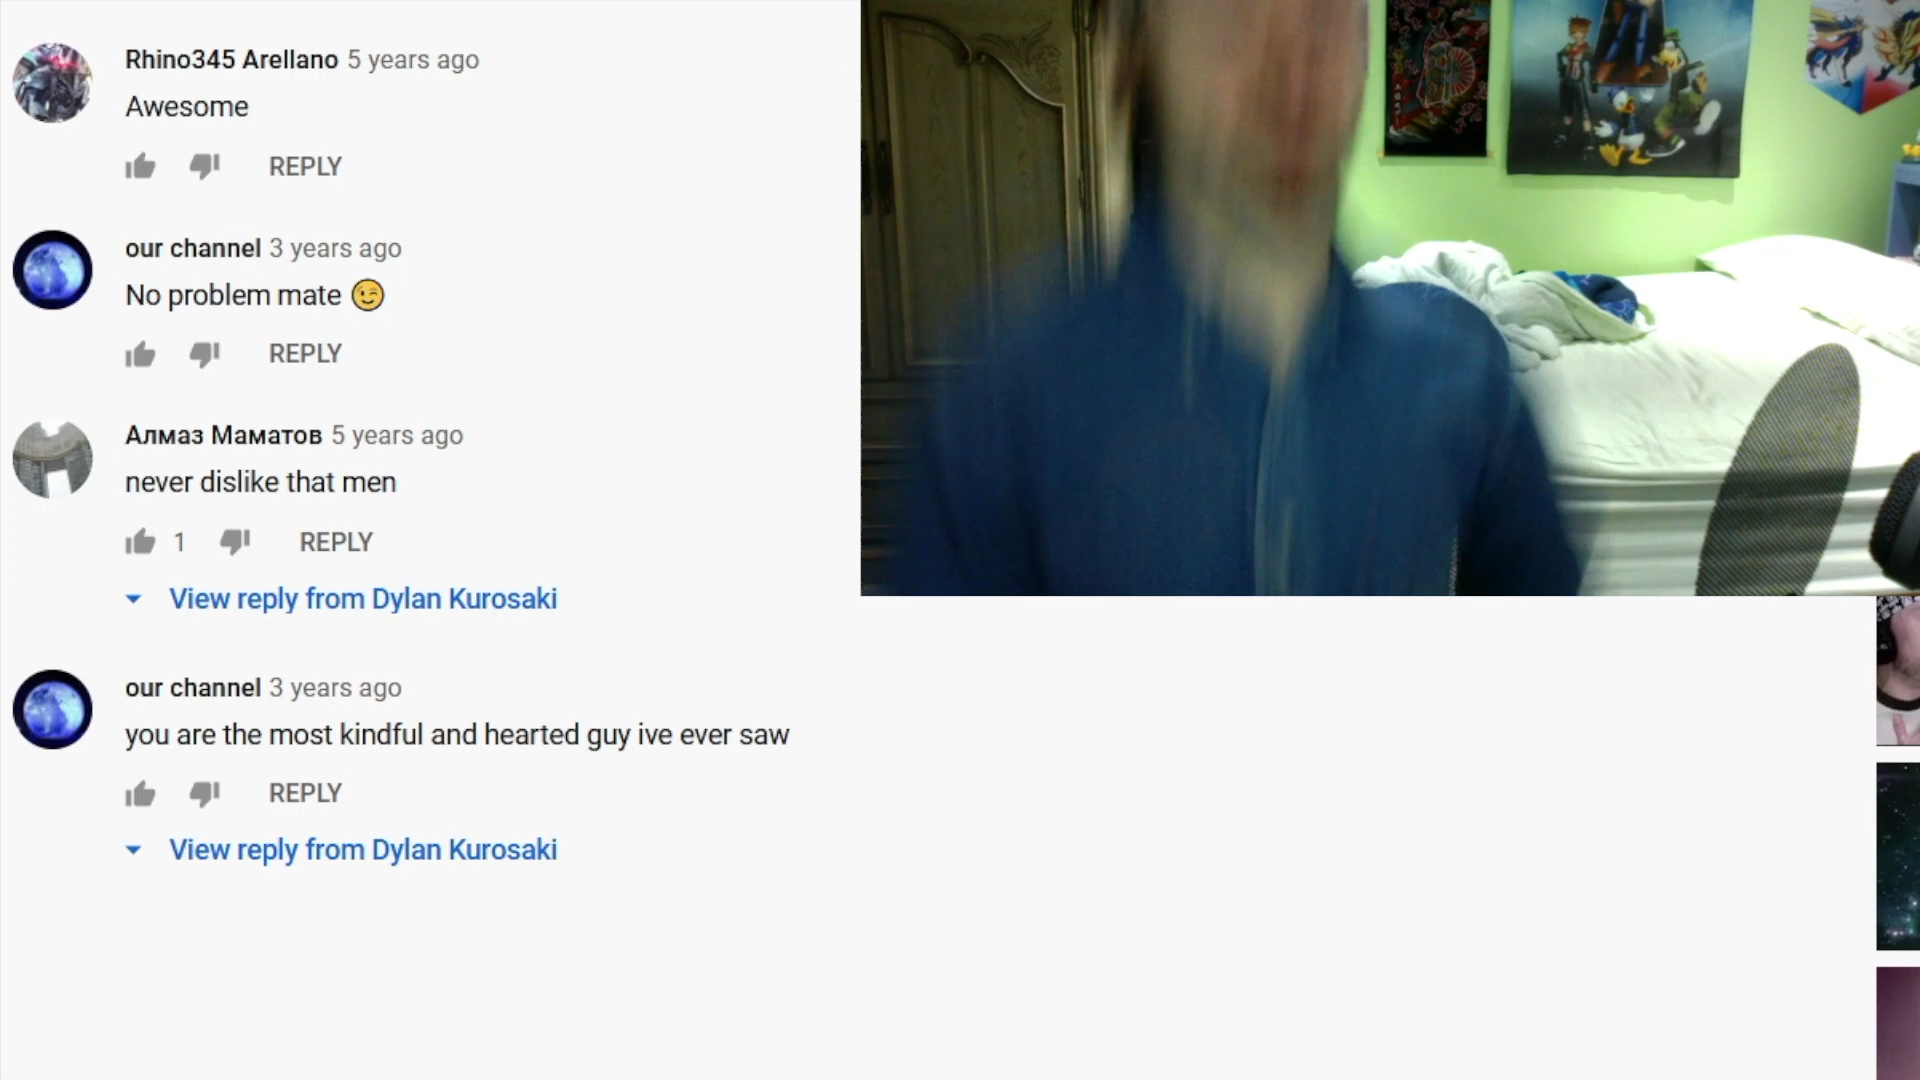 Rhino345 Arellano 5 years ago
Awesome
REPLY
our channel 3 years ago
No problem mate 😉
REPLY
Алмаз Маматов 5 years ago
never dislike that men
1 REPLY
View reply from Dylan Kurosaki
our channel 3 years ago
you are the most kindful and hearted guy ive ever saw
REPLY
View reply from Dylan Kurosaki